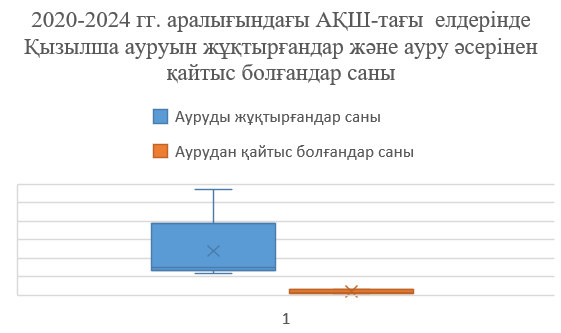 2020-2024 гг. аралығындағы АҚШ-тағы елдерінде
Қызылша ауруын жұқтырғандар және ауру әсерінен
қайтыс болғандар саны
Ауруды жұқтырғандар саны
Аурудан қайтыс болғандар саны
1